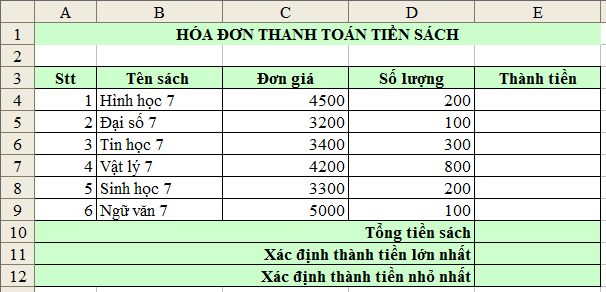 A B C D E
1 HÓA ĐƠN THANH TOÁN TIỀN SÁCH
2
3 Stt Tên sách Đơn giá Số lượng Thành tiền
4 1 Hình học 7 4500 200
5 2 Đại số 7 3200 100
6 3 Tin học 7 3400 300
7 4 Vật lý 7 4200 800
8 5 Sinh học 7 3300 200
9 6 Ngữ văn 7 5000 100
10 Tổng tiền sách
11 Xác định thành tiền lớn nhất
12 Xác định thành tiền nhỏ nhất